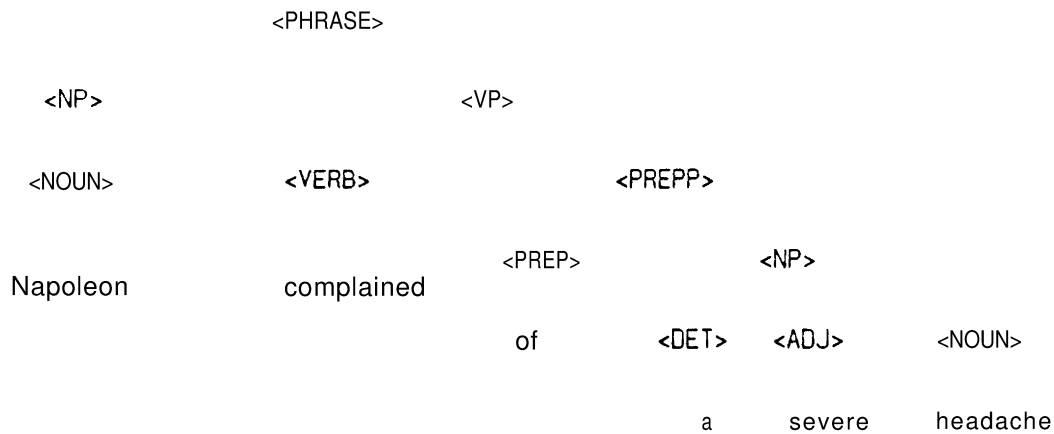 <PHRASE>
<NP> <VP>
<NOUN> <VERB> <PREPP>
<PREP> <NP>
Napoleon complained
of <DET> <ADJ> <NOUN>
a severe headache